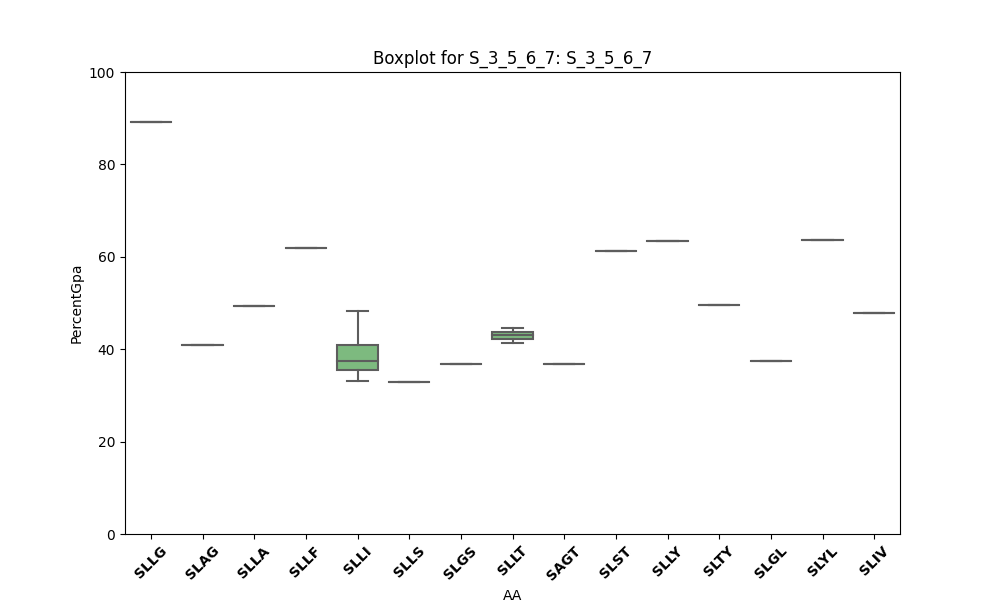 Boxplot for S_3_5_6_7: S_3_5_6_7
100
80
60
40
20
0
PercentGpa
SLLG
SLAG
SLLA
SLLF
SLLI
SLLS
SLGS
SLLT
SAGT
SLST
SLLY
SLTY
SLGL
SLYL
SLIV
AA